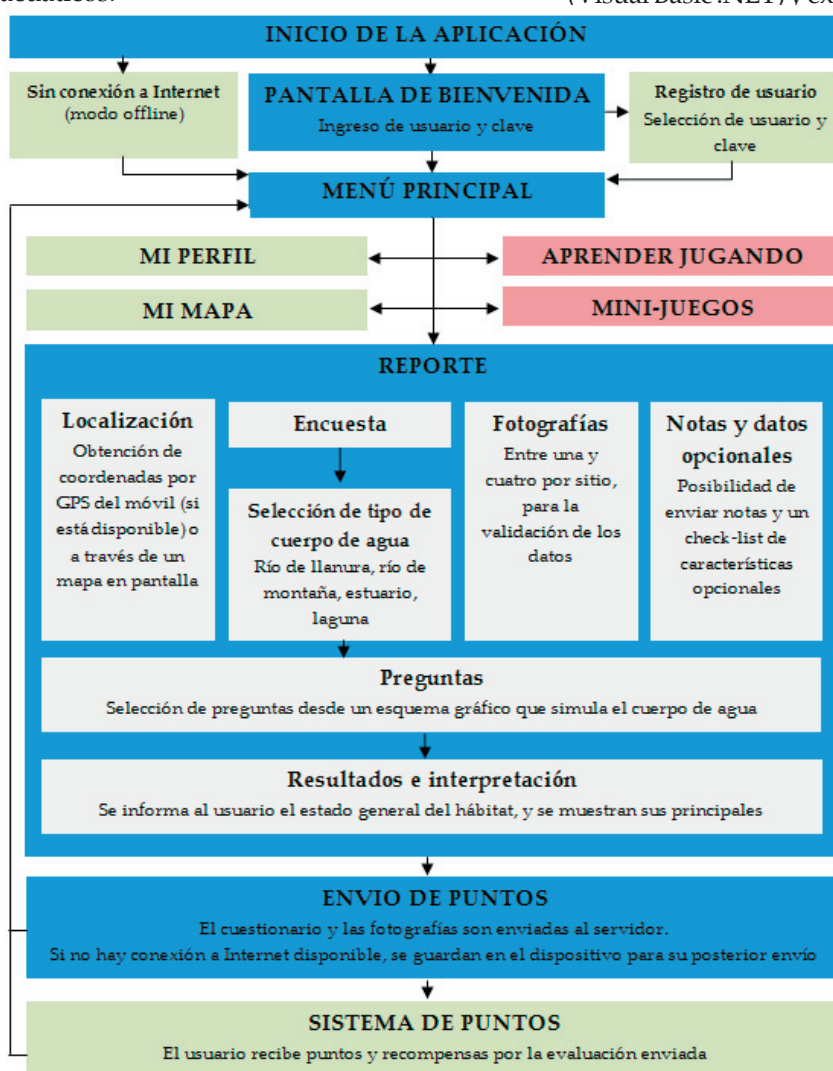 (Visual Basic .NET) y ex
INICIO DE LA APLICACIÓN
Sin conexión a Internet
(modo offline)
PANTALLA DE BIENVENIDA
Ingreso de usuario y clave
Registro de usuario
Selección de usuario y
clave
MENÚ PRINCIPAL
MI PERFIL
APRENDER JUGANDO
MI MAPA
MINI-JUEGOS
REPORTE
Localización
Obtención de
coordenadas por
GPS del móvil (si
está disponible) o
a través de un
mapa en pantalla
Encuesta
Selección de tipo de
cuerpo de agua
Río de llanura, río de
montaña, estuario,
laguna
Fotografías
Entre una y
cuatro por sitio,
para la
validación de los
datos
Notas y datos
opcionales
Posibilidad de
enviar notas y un
check-list de
características
opcionales
Preguntas
Selección de preguntas desde un esquema gráfico que simula el cuerpo de agua
Resultados e interpretación
Se informa al usuario el estado general del hábitat, y se muestran sus principales
ENVIO DE PUNTOS
El cuestionario y las fotografías son enviadas al servidor.
Si no hay conexión a Internet disponible, se guardan en el dispositivo para su posterior envío
SISTEMA DE PUNTOS
El usuario recibe puntos y recompensas por la evaluación enviada